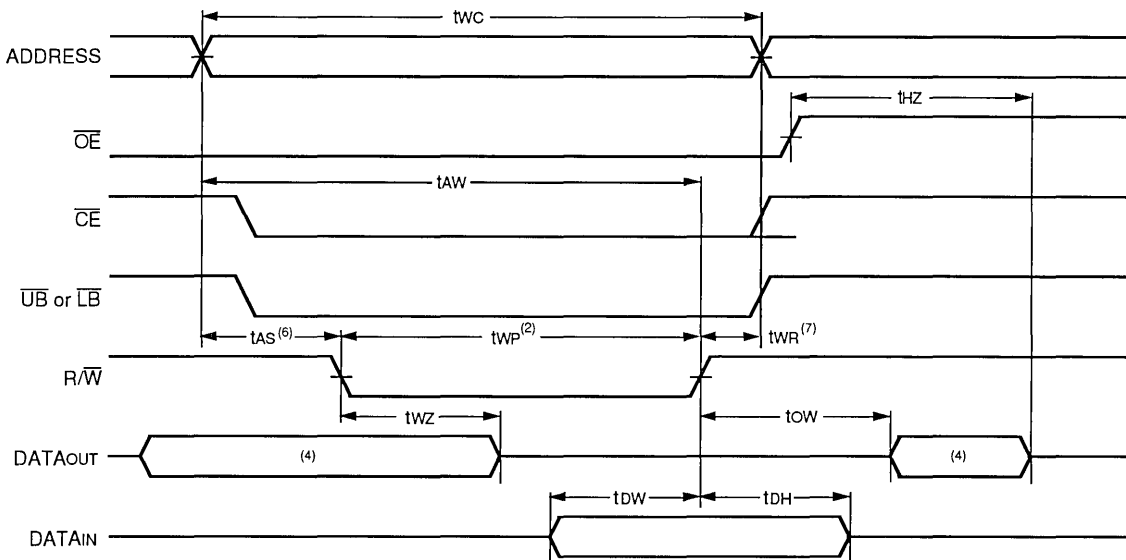 tWC
ADDRESS
tHZ
OE
tAW
CE
UB or LB
tAS(6)
tWP(2)
tWR(7)
R/W
tWZ
tOW
DATAOUT
(4)
(4)
tDW
tDH
DATAIN